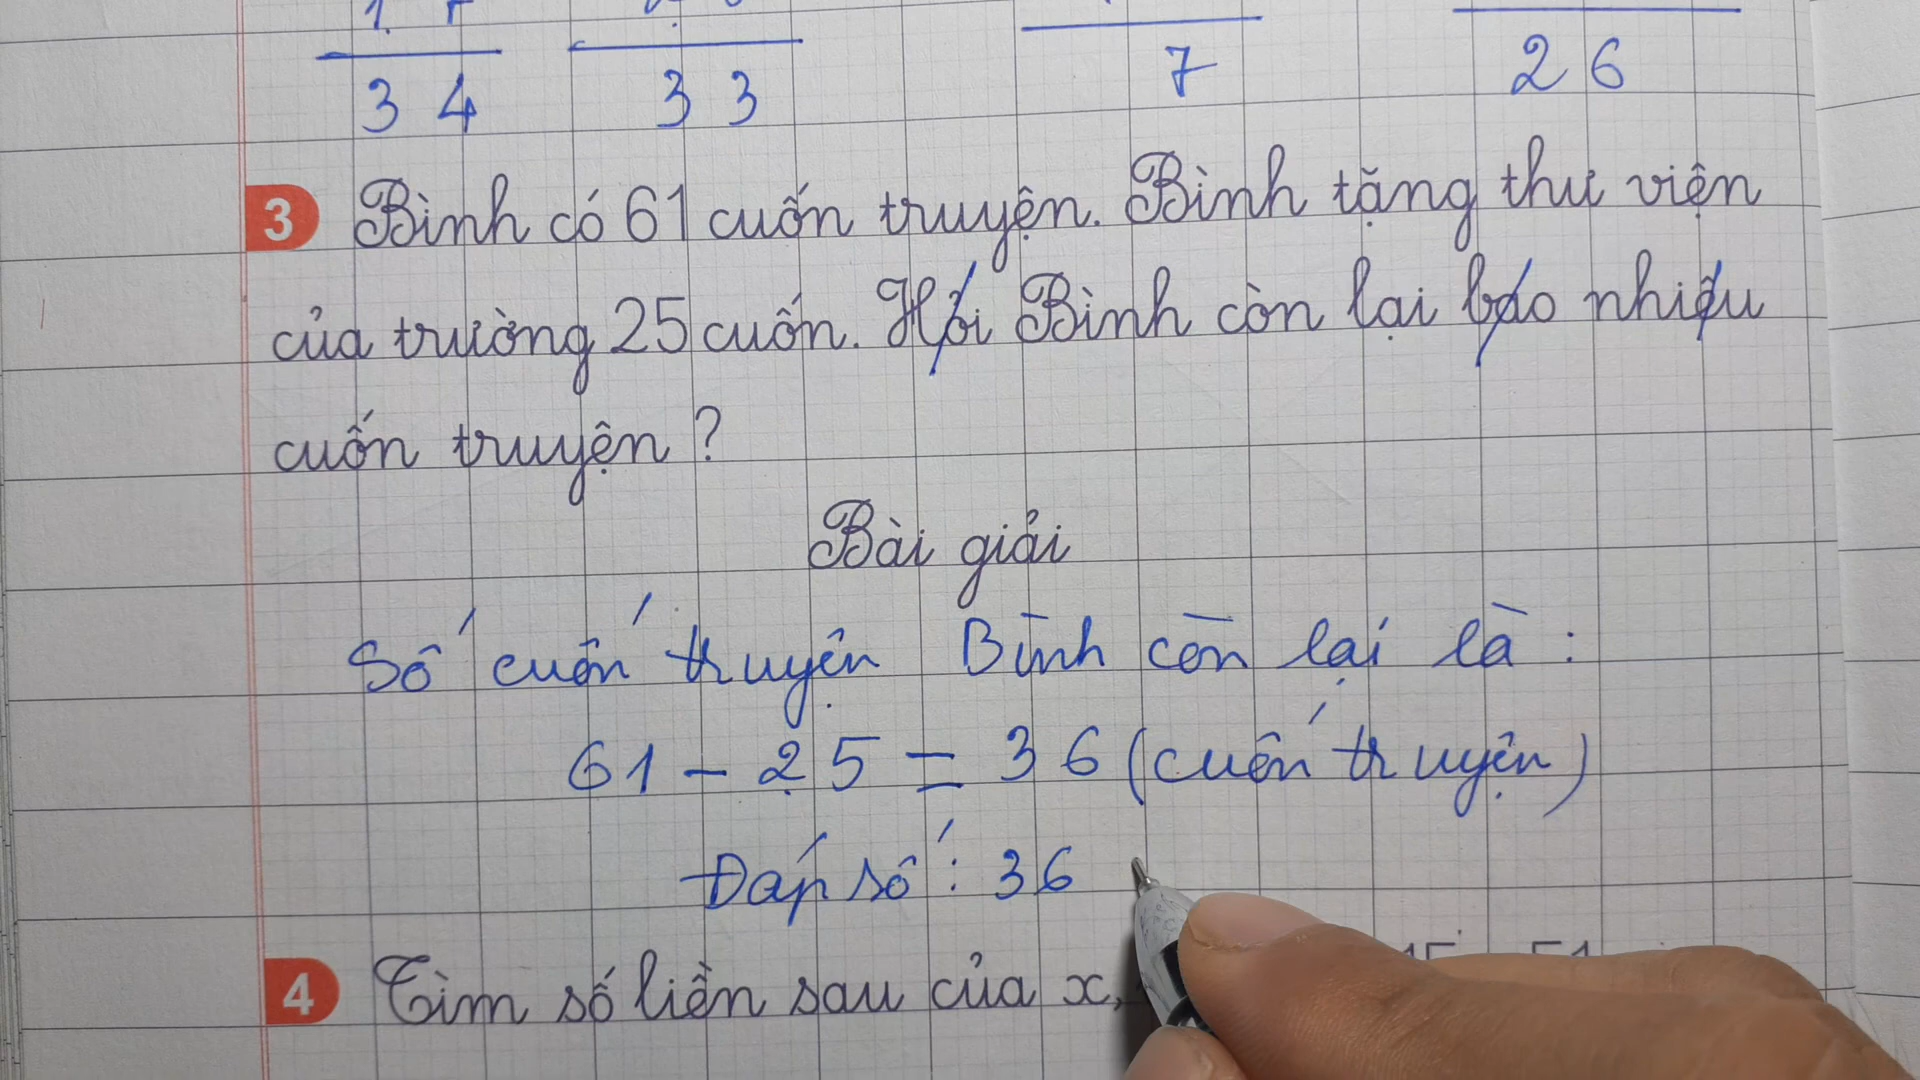 34 33 7 26
3 Bình có 61 cuốn truyện. Bình tặng thư viện
của trường 25 cuốn. Hỏi Bình còn lại bao nhiêu
cuốn truyện?
Bài giải
Số cuốn truyện Bình còn lại là:
61 - 25 = 36 (cuốn truyện)
Đáp số: 36
4 Tìm số liền sau của x,